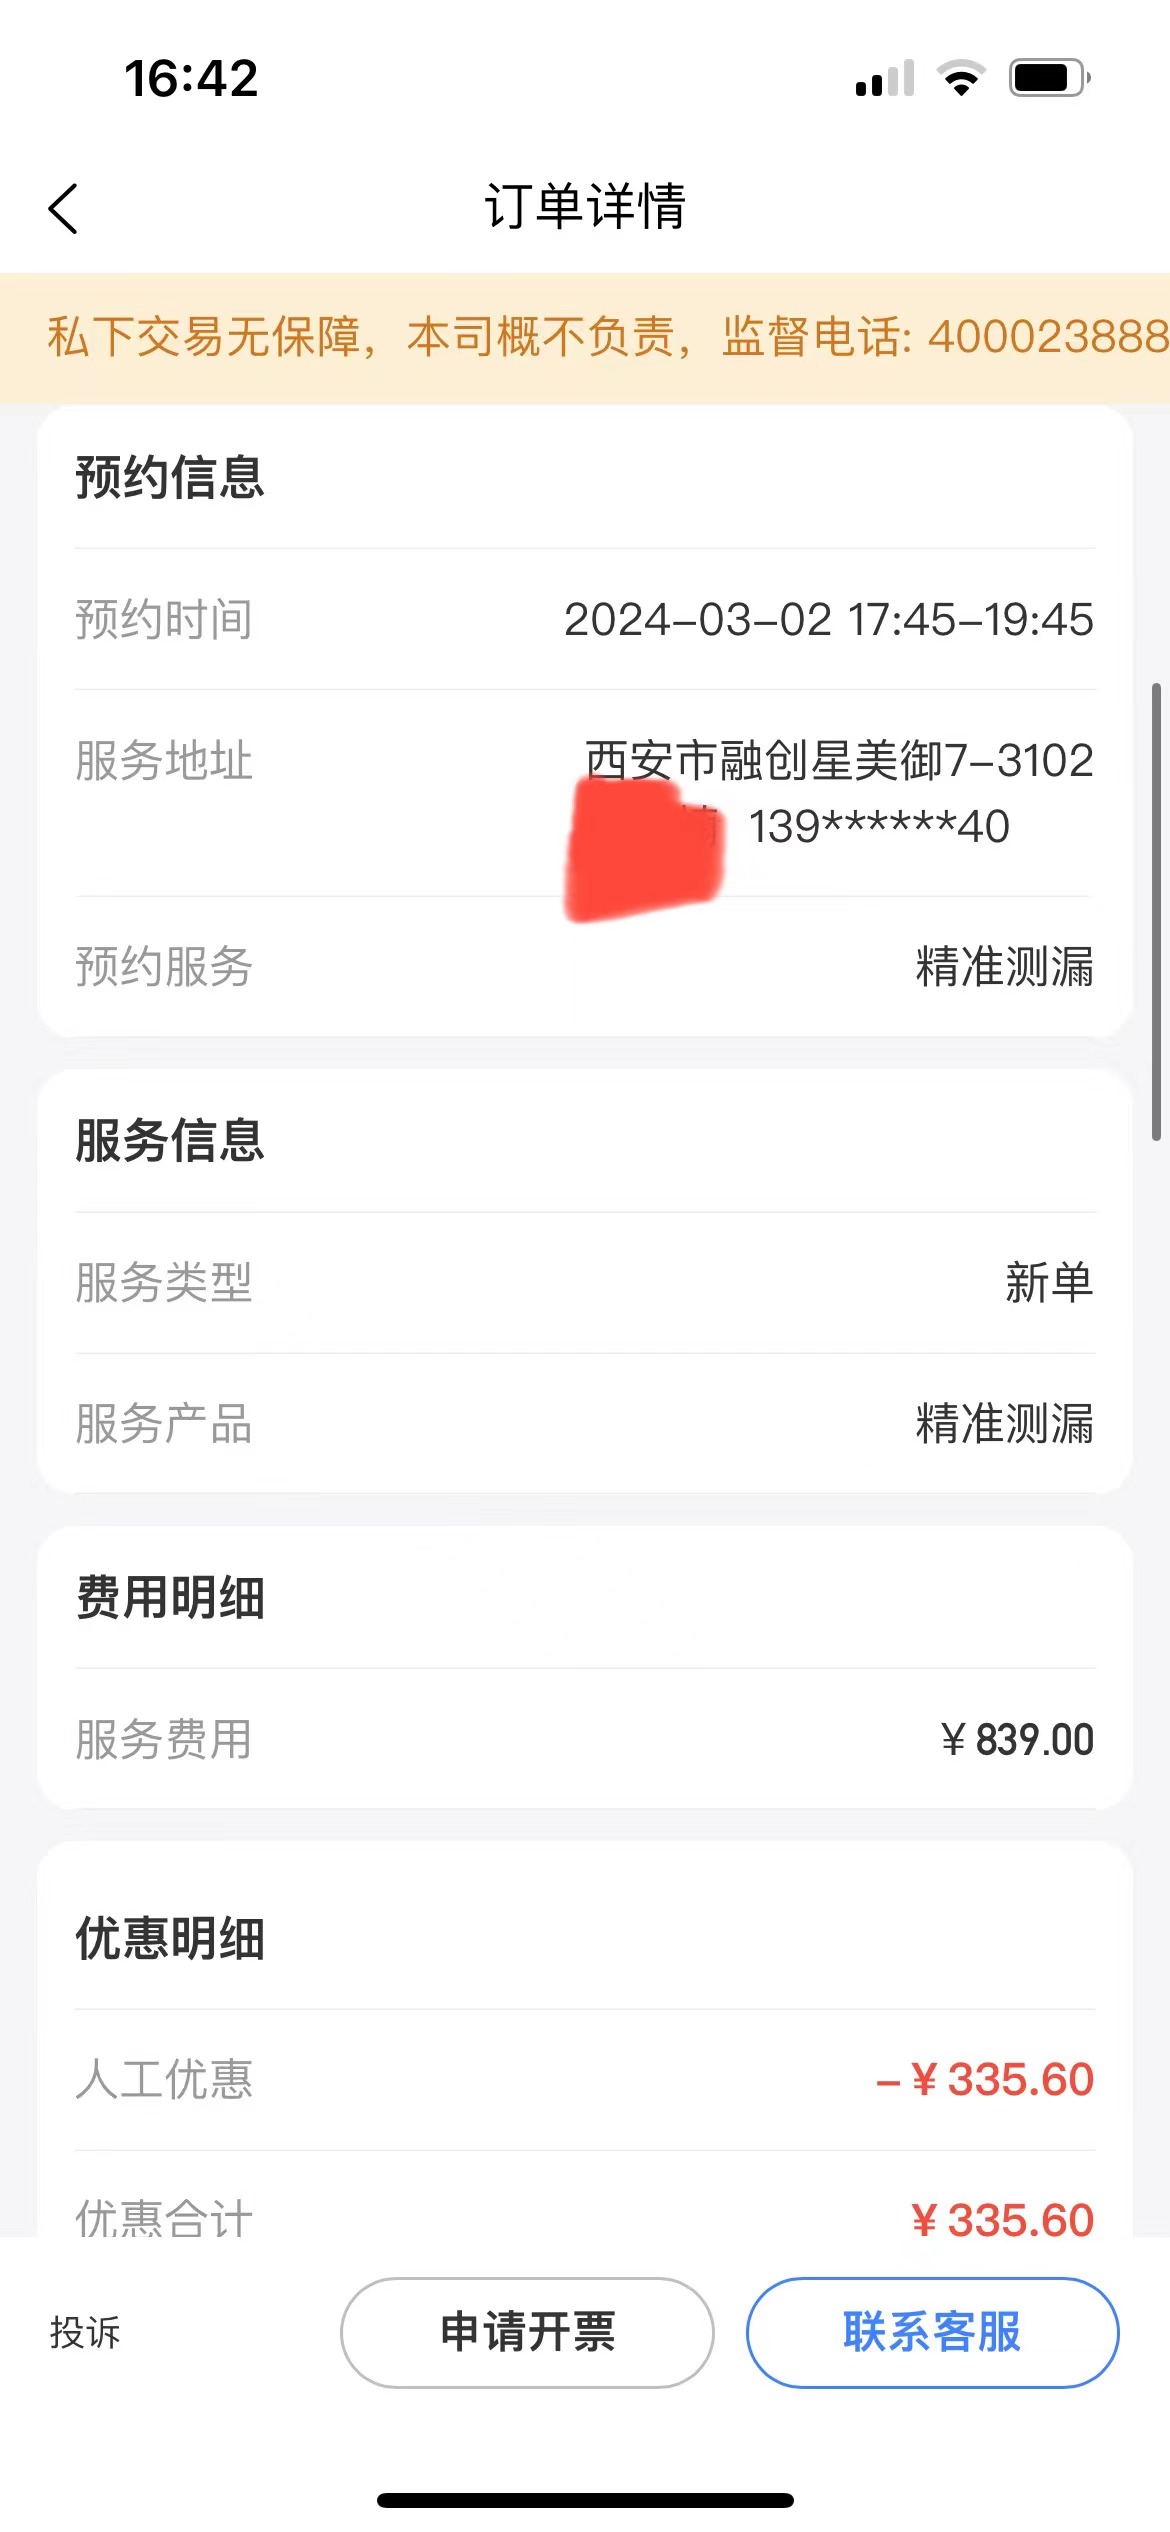 16:42
订单详情
私下交易无保障，本司概不负责，监督电话: 400023888
预约信息
预约时间 2024-03-02 17:45-19:45
服务地址 西安市融创星美御7-3102
139******40
预约服务 精准测漏
服务信息
服务类型 新单
服务产品 精准测漏
费用明细
服务费用 ¥839.00
优惠明细
人工优惠 -¥335.60
优惠合计 ¥335.60
投诉 申请开票 联系客服